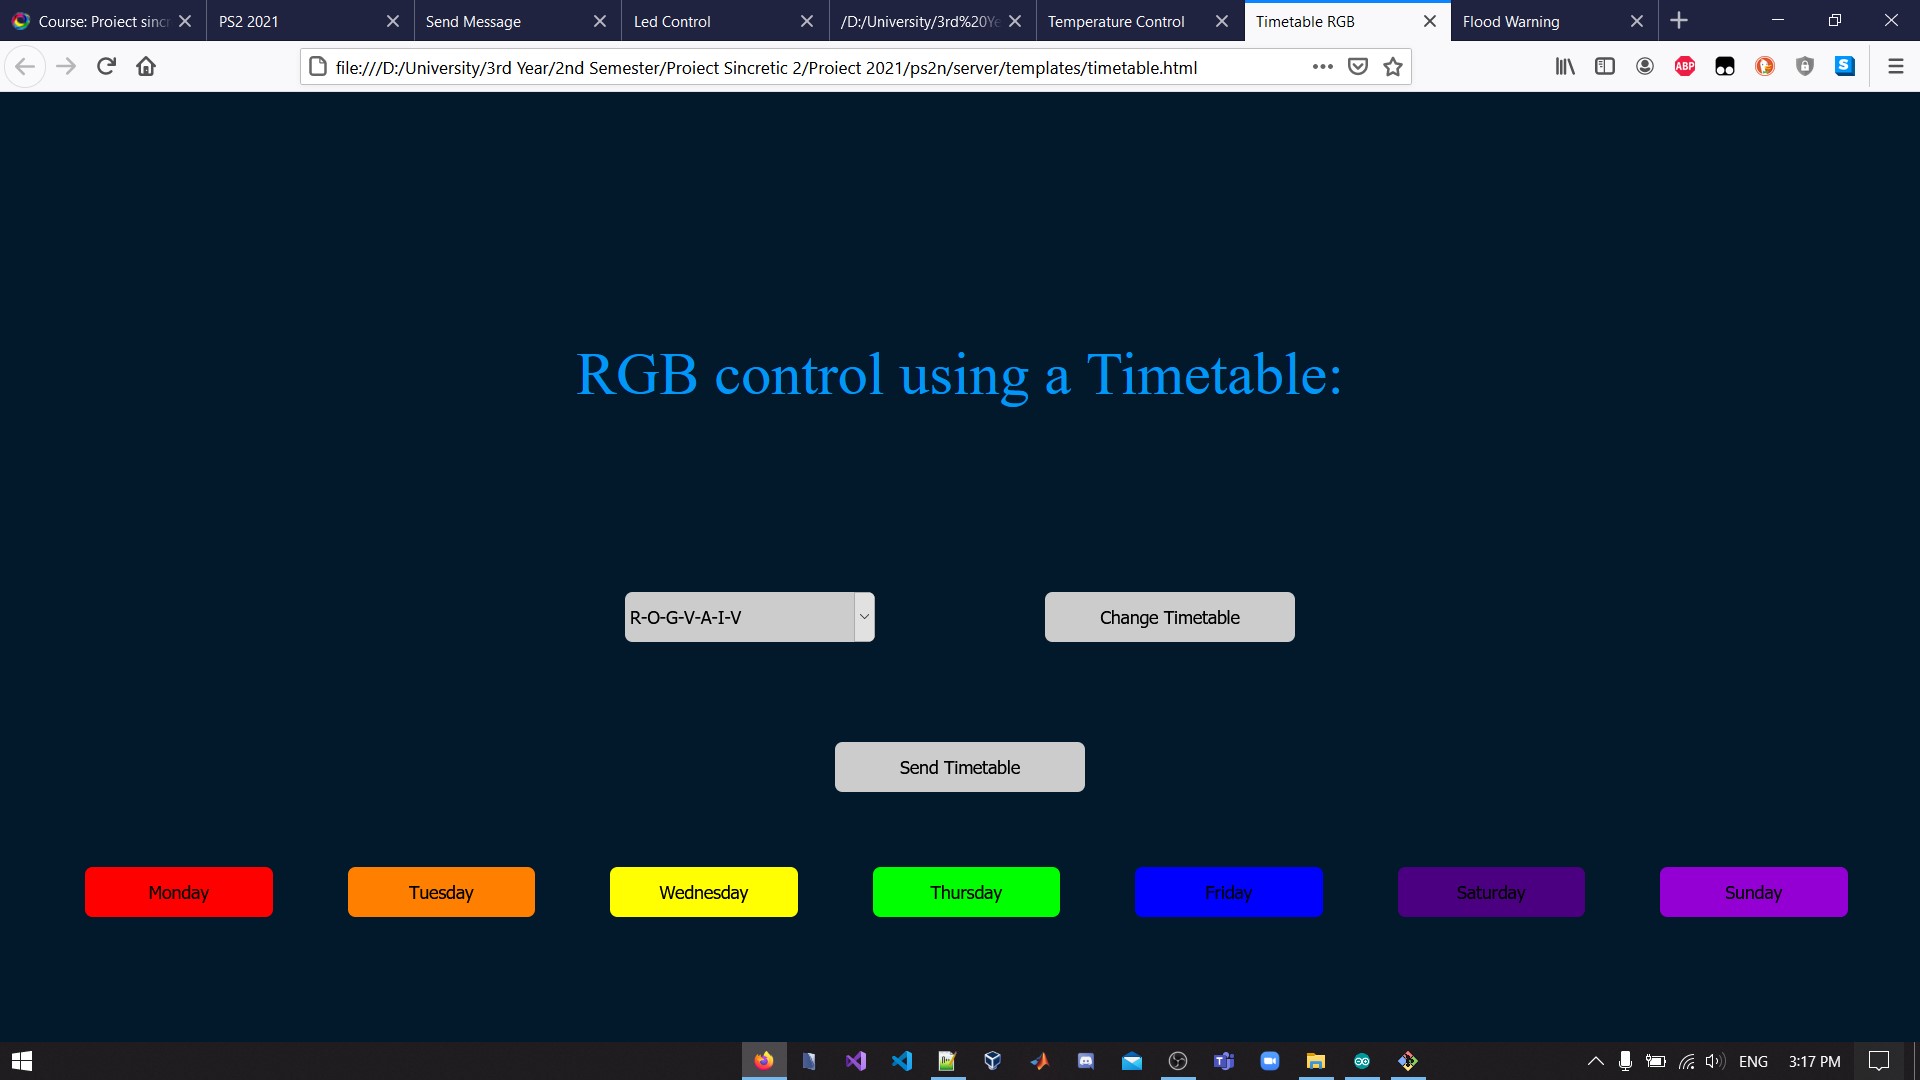 Course: Proiect sincr
PS2 2021
Send Message
Led Control
/D:/University/3rd%20Ye
Temperature Control
Timetable RGB
Flood Warning
file:///D:/University/3rd Year/2nd Semester/Proiect Sincretic 2/Proiect 2021/ps2n/server/templates/timetable.html
ABP
S
RGB control using a Timetable:
R-O-G-V-A-I-V
Change Timetable
Send Timetable
Monday
Tuesday
Wednesday
Thursday
Friday
Saturday
Sunday
ENG
3:17 PM